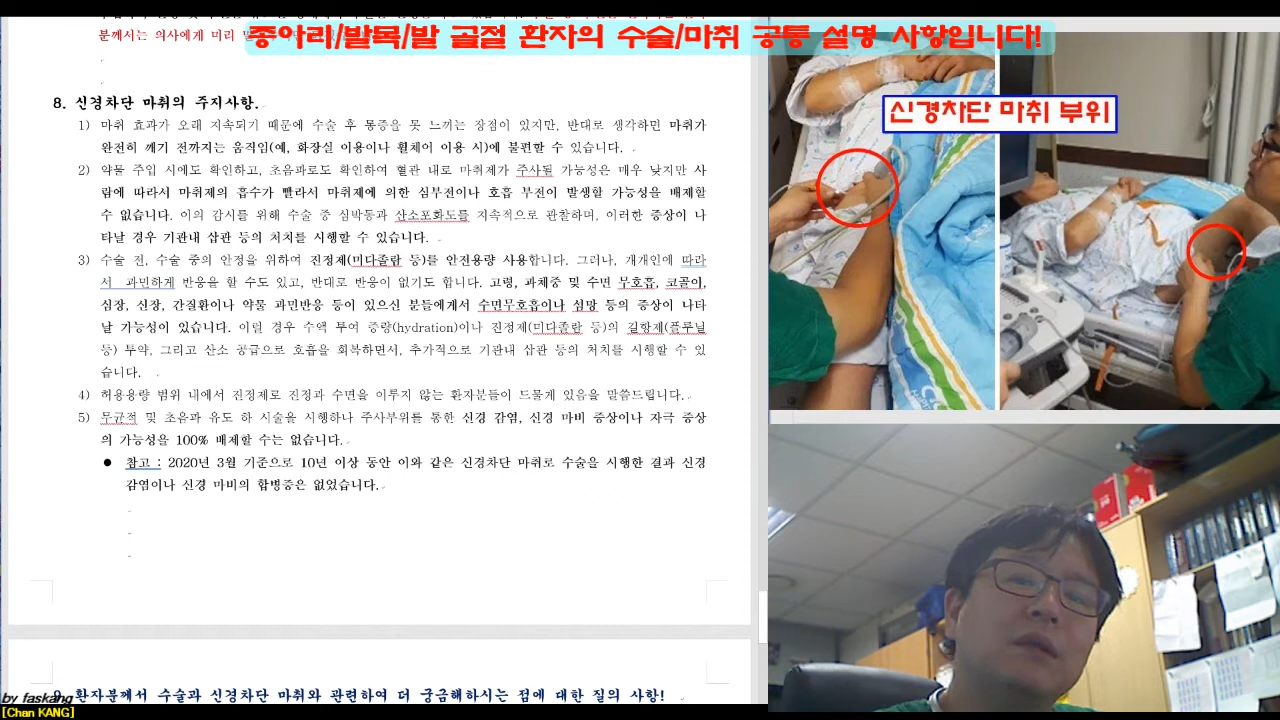 분께서는 의사에게 미리
종아리/발목/발 골절 환자의 수술/마취 공통 설명 사항입니다!
8. 신경차단 마취의 주지사항.
1) 마취 효과가 오래 지속되기 때문에 수술 후 통증은 못 느끼는 장점이 있지만, 반대로 생각하면 마취가
완전히 깨기 전까지는 움직임(예, 화장실 이용이나 휠체어 이용 시)에 불편할 수 있습니다.
2) 약물 주입 시에도 확인하고, 초음파로도 확인하여 혈관 내로 마취제가 주사될 가능성은 매우 낮지만 사
람에 따라서 마취제의 흡수가 빨라서 마취제에 의한 심부전이나 호흡 부전이 발생할 가능성을 배제할
수 없습니다. 이의 감시를 위해 수술 중 심박동과 산소포화도를 지속적으로 관찰하며, 이러한 증상이 나
타날 경우 기관내 삽관 등의 처치를 시행할 수 있습니다.
3) 수술 전, 수술 중의 안정을 위하여 진정제(미다졸람 등)를 안전용량 사용합니다. 그러나, 개개인에 따라
서 과민하게 반응을 할 수도 있고, 반대로 반응이 없기도 합니다. 고령, 과체중 및 수면 무호흡, 코골이,
심장, 신장, 간질환이나 약물 과민반응 등이 있으신 분들에게서 수면무호흡이나 섬망 등의 증상이 나타
날 가능성이 있습니다. 이럴 경우 수액 투여 증량(hydration)이나 진정제(미다졸람 등)의 길항제(플루닐
등) 투약, 그리고 산소 공급으로 호흡을 회복하면서, 추가적으로 기관내 삽관 등의 처치를 시행할 수 있
습니다.
4) 허용용량 범위 내에서 진정제로 진정과 수면을 이루지 않는 환자분들이 드물게 있음을 말씀드립니다.
5) 무균적 및 초음파 유도 하 시술을 시행하나 주사부위를 통한 신경 감염, 신경 마비 증상이나 자극 증상
의 가능성을 100% 배제할 수는 없습니다.
● 참고 : 2020년 3월 기준으로 10년 이상 동안 이와 같은 신경차단 마취로 수술을 시행한 결과 신경
감염이나 신경 마비의 합병증은 없었습니다.
9. 환자분께서 수술과 신경차단 마취와 관련하여 더 궁금해하시는 점에 대한 질의 사항!
by faskang
[Chan KANG]
신경차단 마취 부위